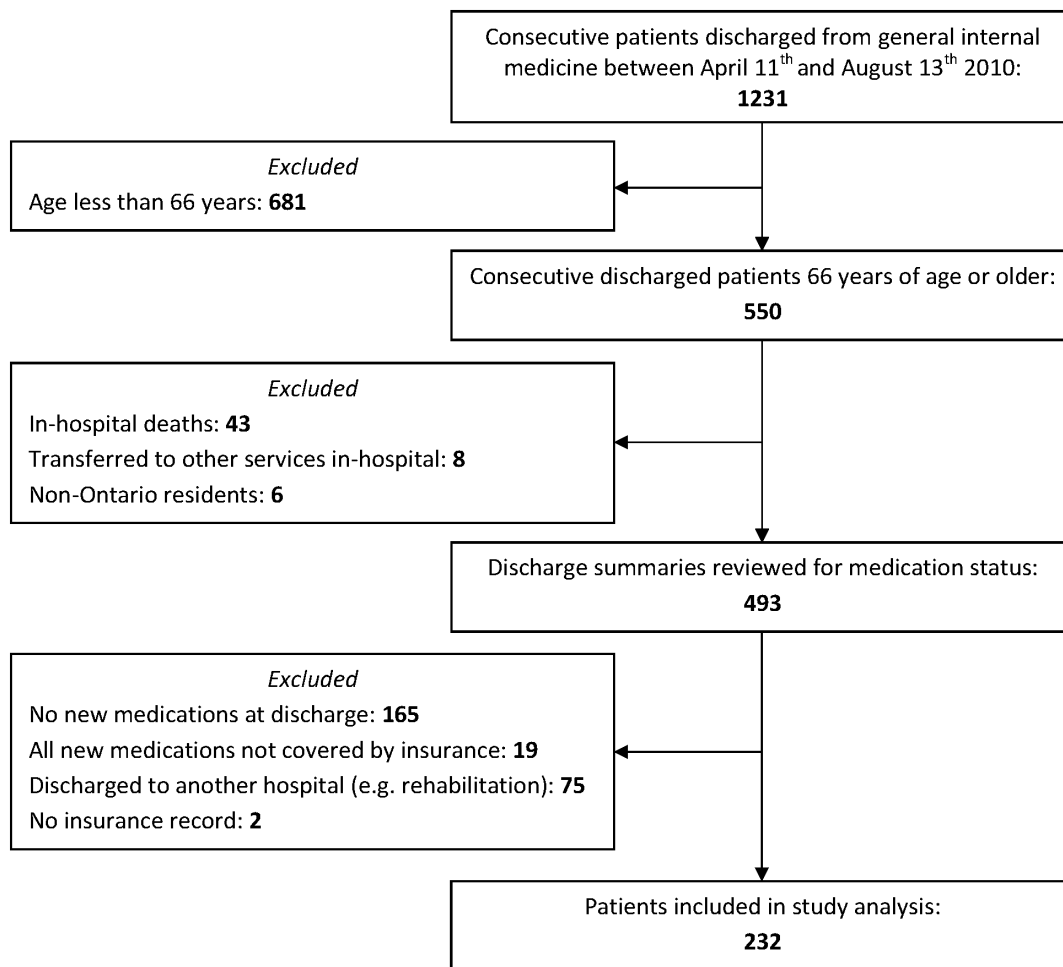 Consecutive patients discharged from general internal
medicine between April 11th and August 13th 2010:
1231
Excluded
Age less than 66 years: 681
Consecutive discharged patients 66 years of age or older:
550
Excluded
In-hospital deaths: 43
Transferred to other services in-hospital: 8
Non-Ontario residents: 6
Discharge summaries reviewed for medication status:
493
Excluded
No new medications at discharge: 165
All new medications not covered by insurance: 19
Discharged to another hospital (e.g. rehabilitation): 75
No insurance record: 2
Patients included in study analysis:
232